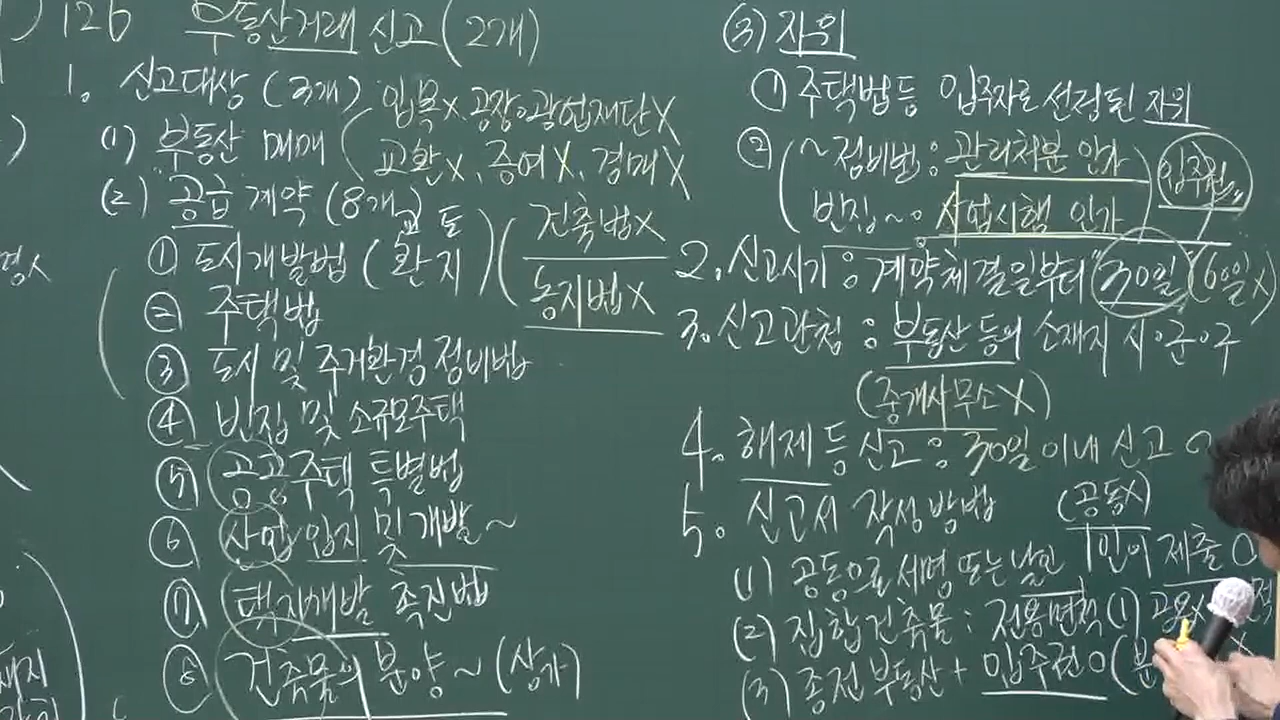 126 부동산거래 신고 (2개)
1. 신고대상 (3개)
(1) 부동산 매매 (입목X 공장·광업재단X
교환X, 증여X, 경매X
(2) 공급 계약 (8개)
① 도시개발법 (환지)
② 주택법
③ 도시 및 주거환경 정비법
④ 빈집 및 소규모주택
⑤ 공공주택 특별법
⑥ 산업입지 및 개발~
⑦ 택지개발 촉진법
⑧ 건축물의 분양~ (상가)
건축법X
농지법X
(3) 지위
① 주택법 등 입주자로 선정된 지위
② ~정비법 : 관리처분 인가
빈집~ : 사업시행 인가
입주권
2. 신고시기 : 계약체결일부터 "30일 (60일X)
3. 신고관청 : 부동산 등의 소재지 시·군·구
(중개사무소X)
4. 해제 등 신고 : 30일 이내 신고
5. 신고서 작성방법 (공동X)
(1) 공동으로 서명 또는 날인 1인이 제출 O
(2) 집합건축물 : 전용면적(1) 공용X
(3) 종전 부동산 + 입주권 O